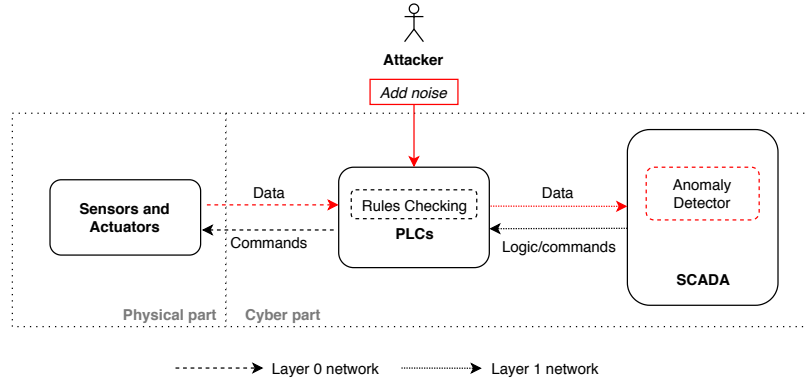 Attacker
Add noise
Sensors and
Actuators
Data
Commands
Rules Checking
PLCs
Data
Logic/commands
Anomaly
Detector
SCADA
Physical part
Cyber part
Layer 0 network
Layer 1 network